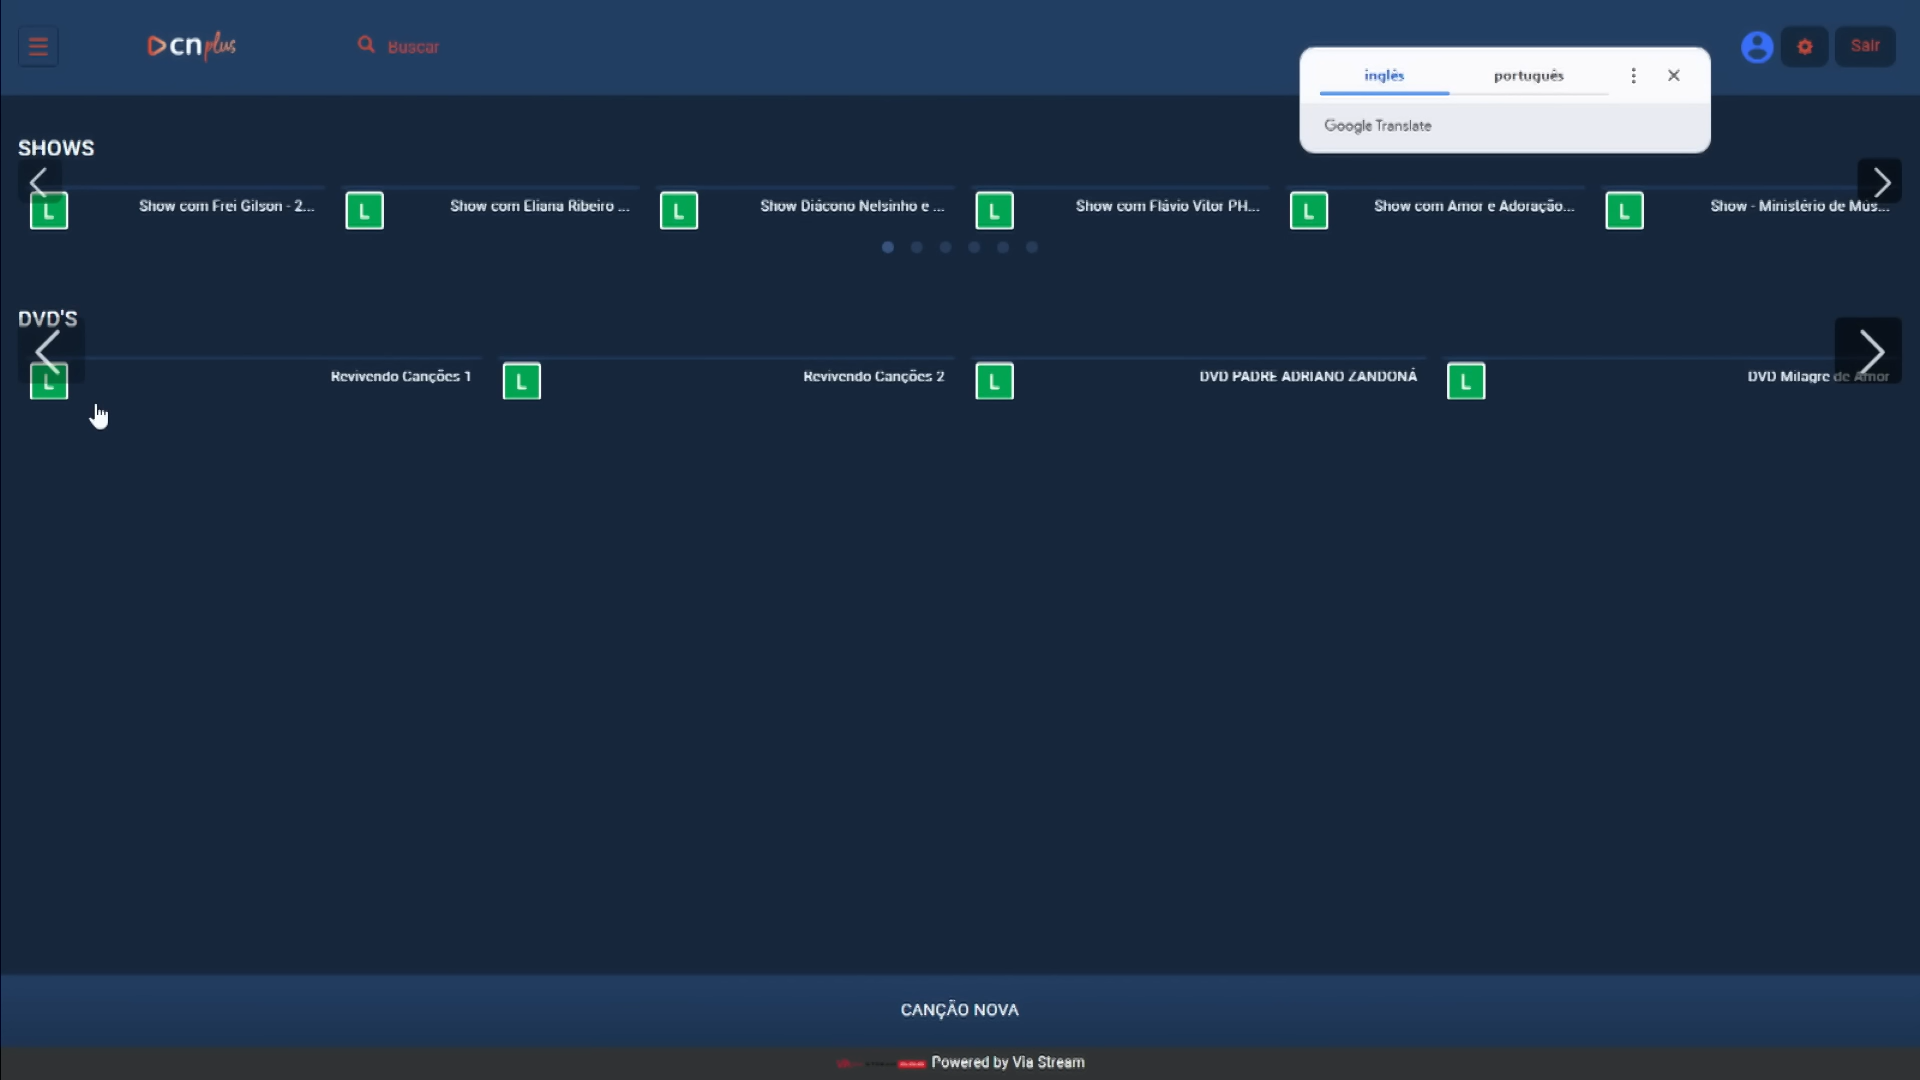 cnplus
Buscar
Sair
inglês português
Google Translate
SHOWS
L Show com Frei Gilson - 2...
L Show com Eliana Ribeiro ...
L Show Diácono Nelsinho e ...
L Show com Flávio Vitor PH...
L Show com Amor e Adoração...
L Show - Ministério de Mús...
DVD'S
L Revivendo Canções 1
L Revivendo Canções 2
L DVD PADRE ADRIANO ZANDONÁ
L DVD Milagre de Amor
CANÇÃO NOVA
Powered by Via Stream